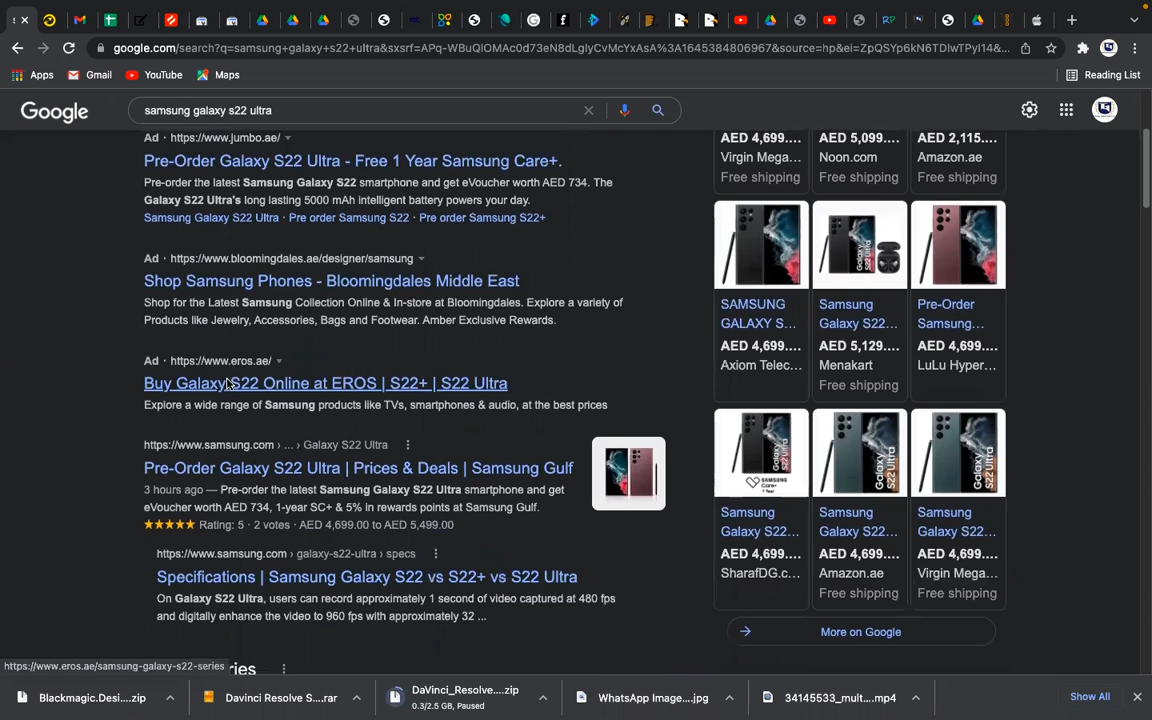 google.com/search?q=samsung+galaxy+s22+ultra&sxsrf=APq-WBuQlOMAc0d73eN8dLglyCvMcYxAsA%3A1645384806967&source=hp&ei=ZpQSYp6kN6TDlwTPyl14&...
Apps Gmail YouTube Maps Reading List
Google samsung galaxy s22 ultra
Ad · https://www.jumbo.ae/
Pre-Order Galaxy S22 Ultra - Free 1 Year Samsung Care+.
Pre-order the latest Samsung Galaxy S22 smartphone and get eVoucher worth AED 734. The
Galaxy S22 Ultra's long lasting 5000 mAh intelligent battery powers your day.
Samsung Galaxy S22 Ultra · Pre order Samsung S22 · Pre order Samsung S22+
Ad · https://www.bloomingdales.ae/designer/samsung
Shop Samsung Phones - Bloomingdales Middle East
Shop for the Latest Samsung Collection Online & In-store at Bloomingdales. Explore a variety of
Products like Jewelry, Accessories, Bags and Footwear. Amber Exclusive Rewards.
Ad · https://www.eros.ae/
Buy Galaxy S22 Online at EROS | S22+ | S22 Ultra
Explore a wide range of Samsung products like TVs, smartphones & audio, at the best prices
https://www.samsung.com › ... › Galaxy S22 Ultra
Pre-Order Galaxy S22 Ultra | Prices & Deals | Samsung Gulf
3 hours ago — Pre-order the latest Samsung Galaxy S22 Ultra smartphone and get
eVoucher worth AED 734, 1-year SC+ & 5% in rewards points at Samsung Gulf.
Rating: 5 · 2 votes · AED 4,699.00 to AED 5,499.00
https://www.samsung.com › galaxy-s22-ultra › specs
Specifications | Samsung Galaxy S22 vs S22+ vs S22 Ultra
On Galaxy S22 Ultra, users can record approximately 1 second of video captured at 480 fps
and digitally enhance the video to 960 fps with approximately 32 ...
ries
AED 4,699.... AED 5,099.... AED 2,115....
Virgin Mega... Noon.com Amazon.ae
Free shipping Free shipping Free shipping
SAMSUNG Samsung Pre-Order
GALAXY S... Galaxy S22... Samsung...
AED 4,699.... AED 5,129.... AED 4,699....
Axiom Telec... Menakart LuLu Hyper...
Free shipping
Samsung Samsung Samsung
Galaxy S22... Galaxy S22... Galaxy S22...
AED 4,699.... AED 4,699.... AED 4,699....
SharafDG.c... Amazon.ae Virgin Mega...
Free shipping Free shipping
More on Google
https://www.eros.ae/samsung-galaxy-s22-series
Blackmagic.Desi....zip Davinci Resolve S....rar DaVinci_Resolve....zip WhatsApp Image....jpg 34145533_mult....mp4 Show All
0.3/2.5 GB, Paused